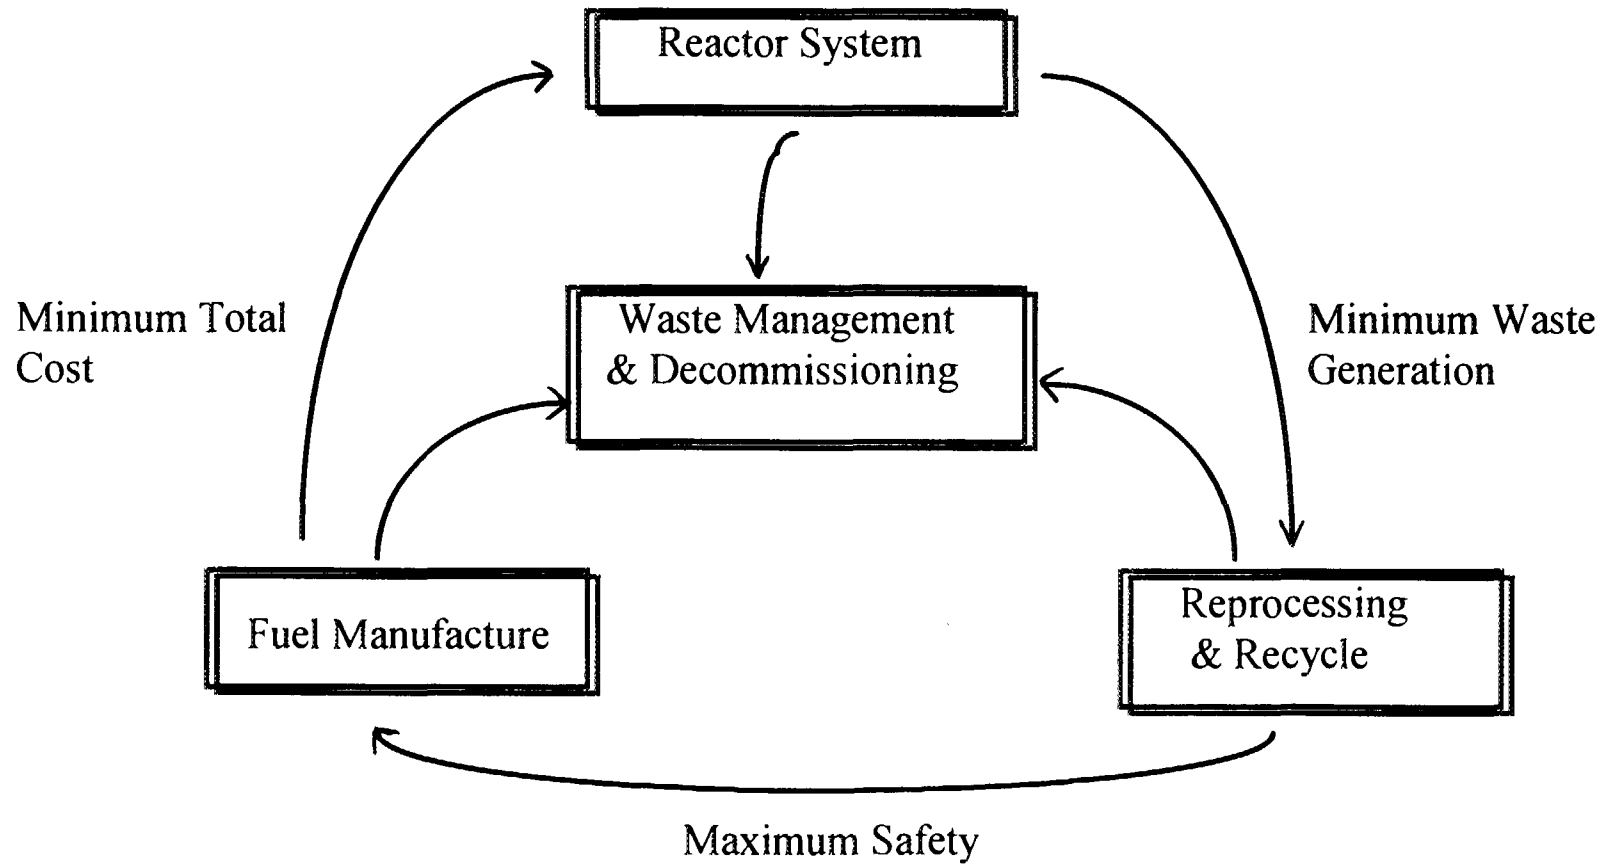 Reactor System
Minimum Total
Cost
Waste Management
& Decommissioning
Minimum Waste
Generation
Fuel Manufacture
Reprocessing
& Recycle
Maximum Safety